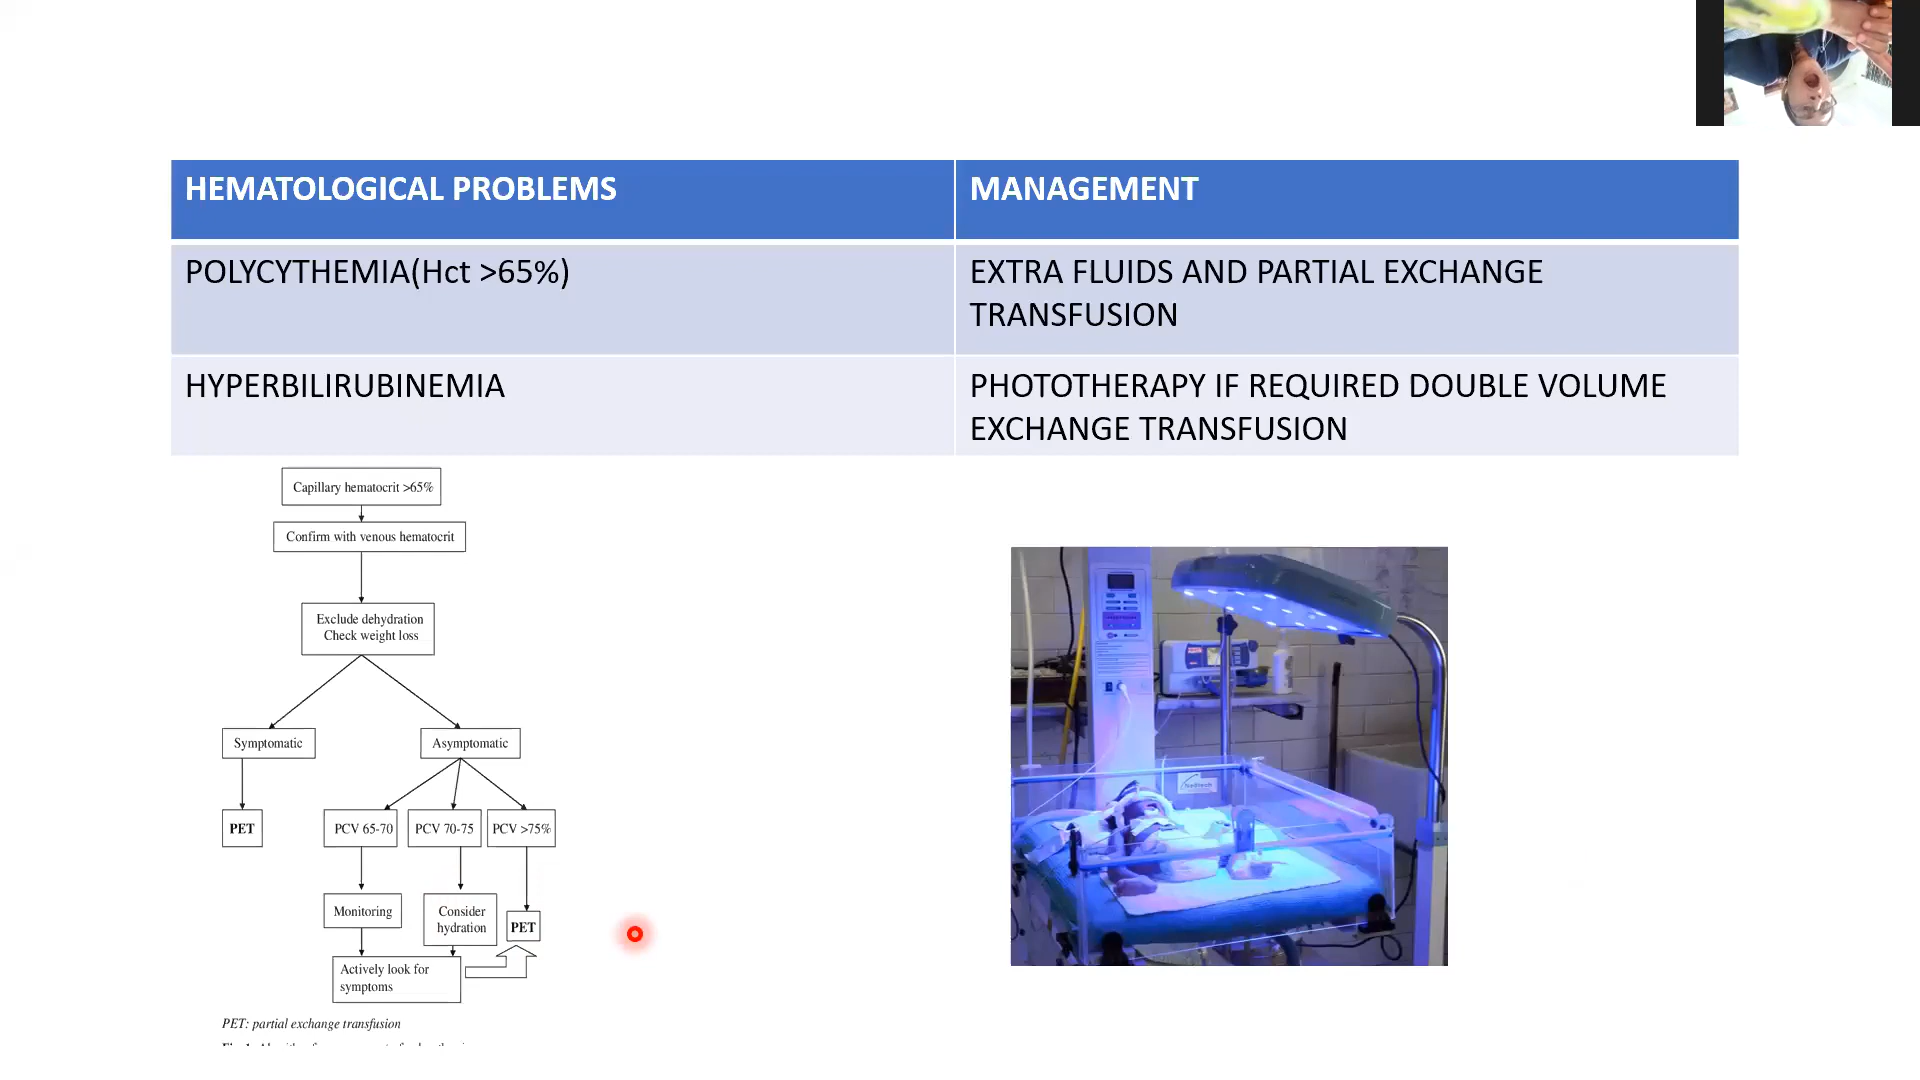 HEMATOLOGICAL PROBLEMS
MANAGEMENT
POLYCYTHEMIA(Hct >65%)
EXTRA FLUIDS AND PARTIAL EXCHANGE
TRANSFUSION
HYPERBILIRUBINEMIA
PHOTOTHERAPY IF REQUIRED DOUBLE VOLUME
EXCHANGE TRANSFUSION
Capillary hematocrit >65%
Confirm with venous hematocrit
Exclude dehydration
Check weight loss
Symptomatic
Asymptomatic
PET
PCV 65-70
PCV 70-75
PCV >75%
Monitoring
Consider
hydration
PET
Actively look for
symptoms
PET: partial exchange transfusion